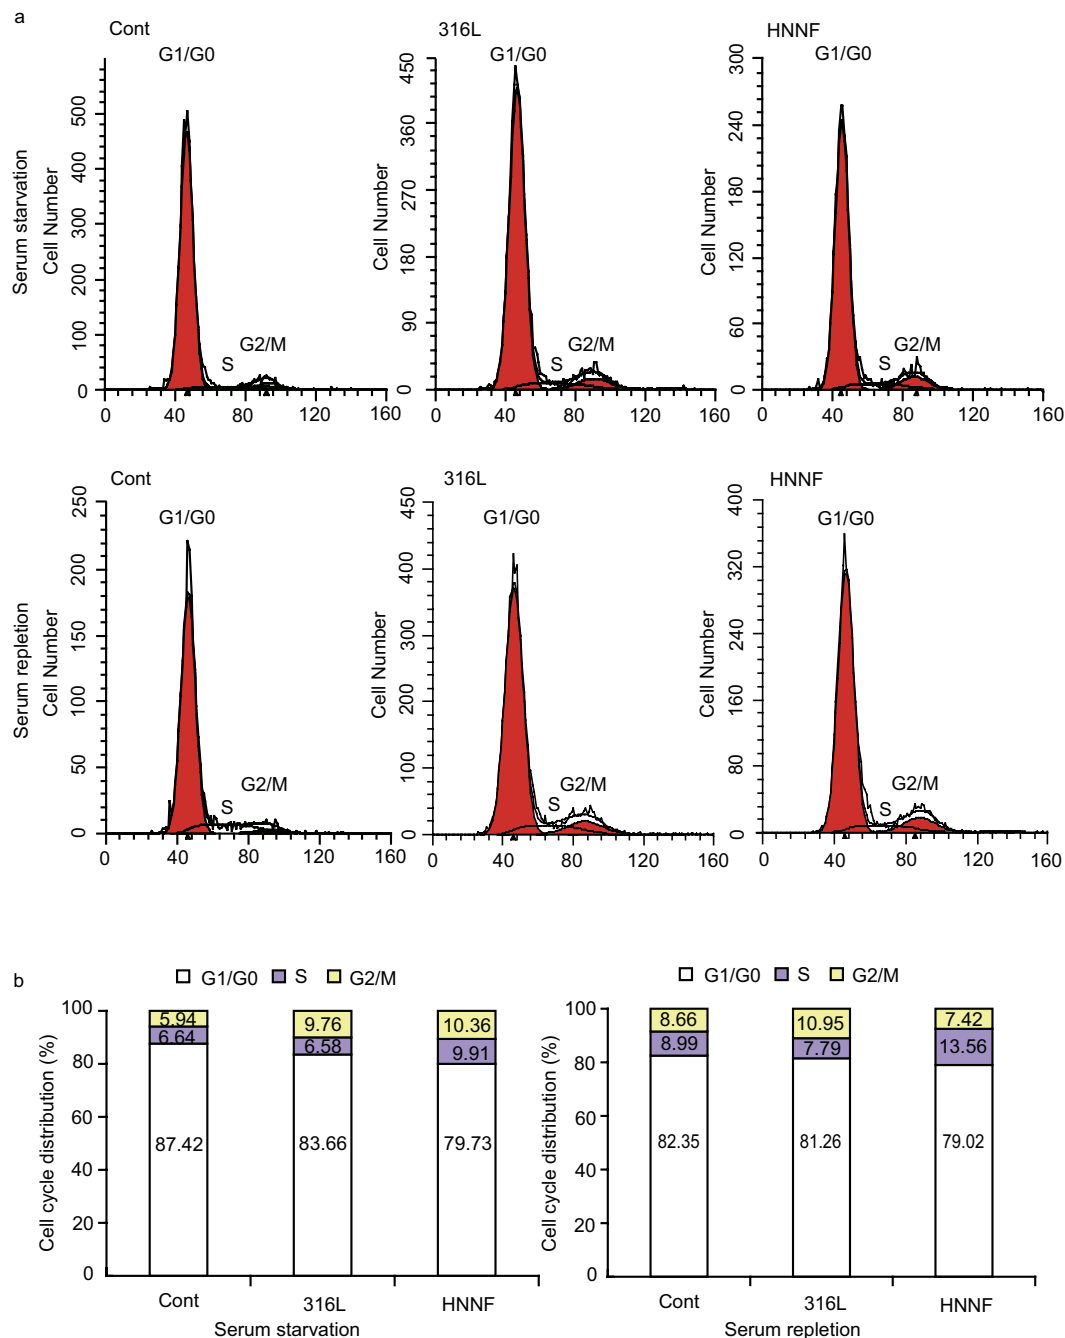 a
Cont
316L
HNNF
G1/G0
G1/G0
G1/G0
Serum starvation
Cell Number
500
400
300
200
100
0
S
G2/M
0 40 80 120 160
Cell Number
450
360
270
180
90
0
S
G2/M
0 40 80 120 160
Cell Number
300
240
180
120
60
0
S
G2/M
0 40 80 120 160
Cont
316L
HNNF
G1/G0
G1/G0
G1/G0
Serum repletion
Cell Number
250
200
150
100
50
0
S
G2/M
0 40 80 120 160
Cell Number
450
400
300
200
100
0
S
G2/M
0 40 80 120 160
Cell Number
400
320
240
160
80
0
S
G2/M
0 40 80 120 160
b
G1/G0 S G2/M
Cell cycle distribution (%)
100
80
60
40
20
0
5.94
6.64
87.42
9.76
6.58
83.66
10.36
9.91
79.73
Cont 316L HNNF
Serum starvation
G1/G0 S G2/M
Cell cycle distribution (%)
100
80
60
40
20
0
8.66
8.99
82.35
10.95
7.79
81.26
7.42
13.56
79.02
Cont 316L HNNF
Serum repletion